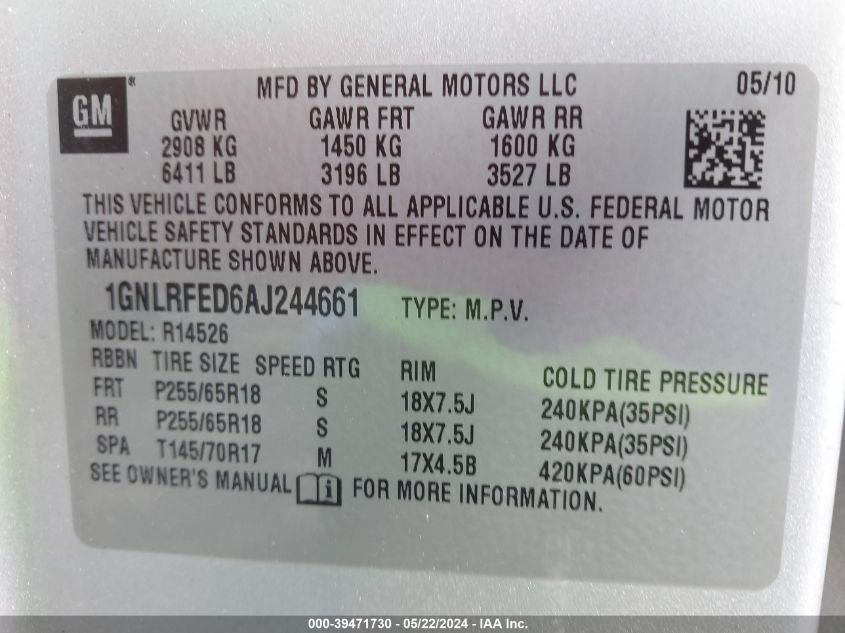 GM® MFD BY GENERAL MOTORS LLC 05/10
GVWR GAWR FRT GAWR RR
2908 KG 1450 KG 1600 KG
6411 LB 3196 LB 3527 LB
THIS VEHICLE CONFORMS TO ALL APPLICABLE U.S. FEDERAL MOTOR
VEHICLE SAFETY STANDARDS IN EFFECT ON THE DATE OF
MANUFACTURE SHOWN ABOVE.
1GNLRFED6AJ244661 TYPE: M.P.V.
MODEL: R14526
RBBN TIRE SIZE SPEED RTG RIM COLD TIRE PRESSURE
FRT P255/65R18 S 18X7.5J 240KPA(35PSI)
RR P255/65R18 S 18X7.5J 240KPA(35PSI)
SPA T145/70R17 M 17X4.5B 420KPA(60PSI)
SEE OWNER'S MANUAL i FOR MORE INFORMATION.
000-39471730 - 05/22/2024 - IAA Inc.